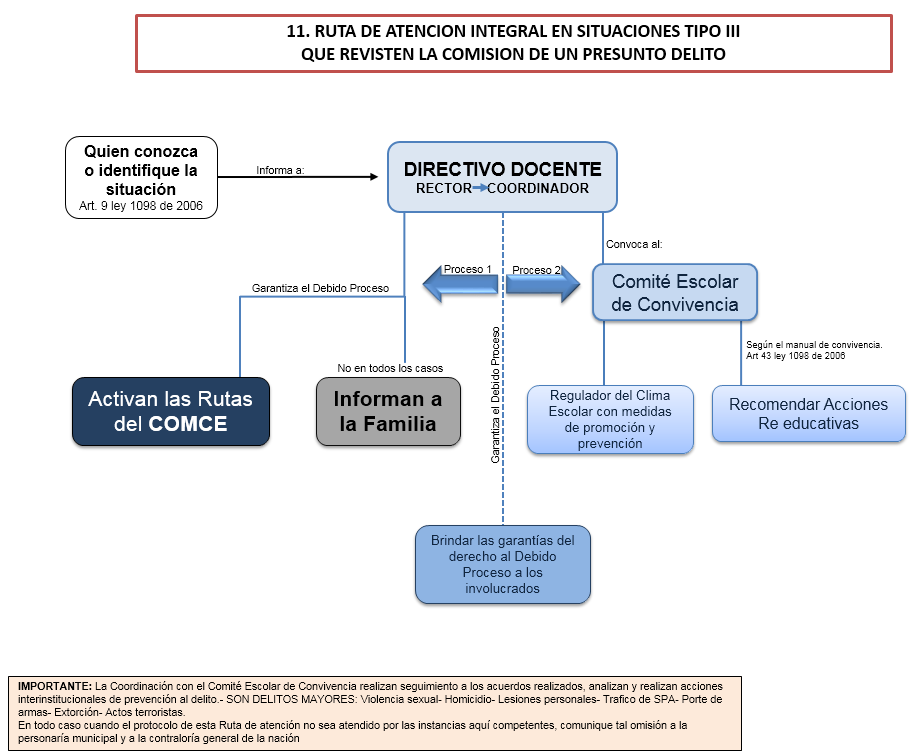 11. RUTA DE ATENCION INTEGRAL EN SITUACIONES TIPO III
QUE REVISTEN LA COMISION DE UN PRESUNTO DELITO
Quien conozca
o identifique la
situación
Art. 9 ley 1098 de 2006
Informa a:
DIRECTIVO DOCENTE
RECTOR COORDINADOR
Convoca al:
Proceso 1
Proceso 2
Comité Escolar
de Convivencia
Garantiza el Debido Proceso
Garantiza el Debido Proceso
Según el manual de convivencia.
Art 43 ley 1098 de 2006
No en todos los casos
Activan las Rutas
del COMCE
Informan a
la Familia
Regulador del Clima
Escolar con medidas
de promoción y
prevención
Recomendar Acciones
Re educativas
Brindar las garantías del
derecho al Debido
Proceso a los
involucrados
IMPORTANTE: La Coordinación con el Comité Escolar de Convivencia realizan seguimiento a los acuerdos realizados, analizan y realizan acciones
interinstitucionales de prevención al delito.- SON DELITOS MAYORES: Violencia sexual- Homicidio- Lesiones personales- Trafico de SPA- Porte de
armas- Extorción- Actos terroristas.
En todo caso cuando el protocolo de esta Ruta de atención no sea atendido por las instancias aquí competentes, comunique tal omisión a la
personaría municipal y a la contraloría general de la nación